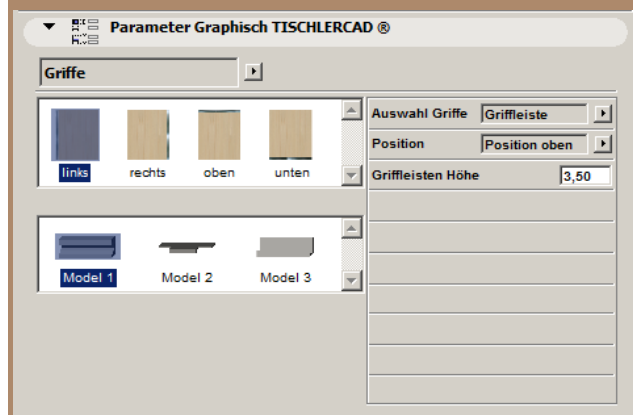 Parameter Graphisch TISCHLERCAD ®
Griffe
links rechts oben unten
Model 1 Model 2 Model 3
Auswahl Griffe Griffleiste
Position Position oben
Griffleisten Höhe 3,50